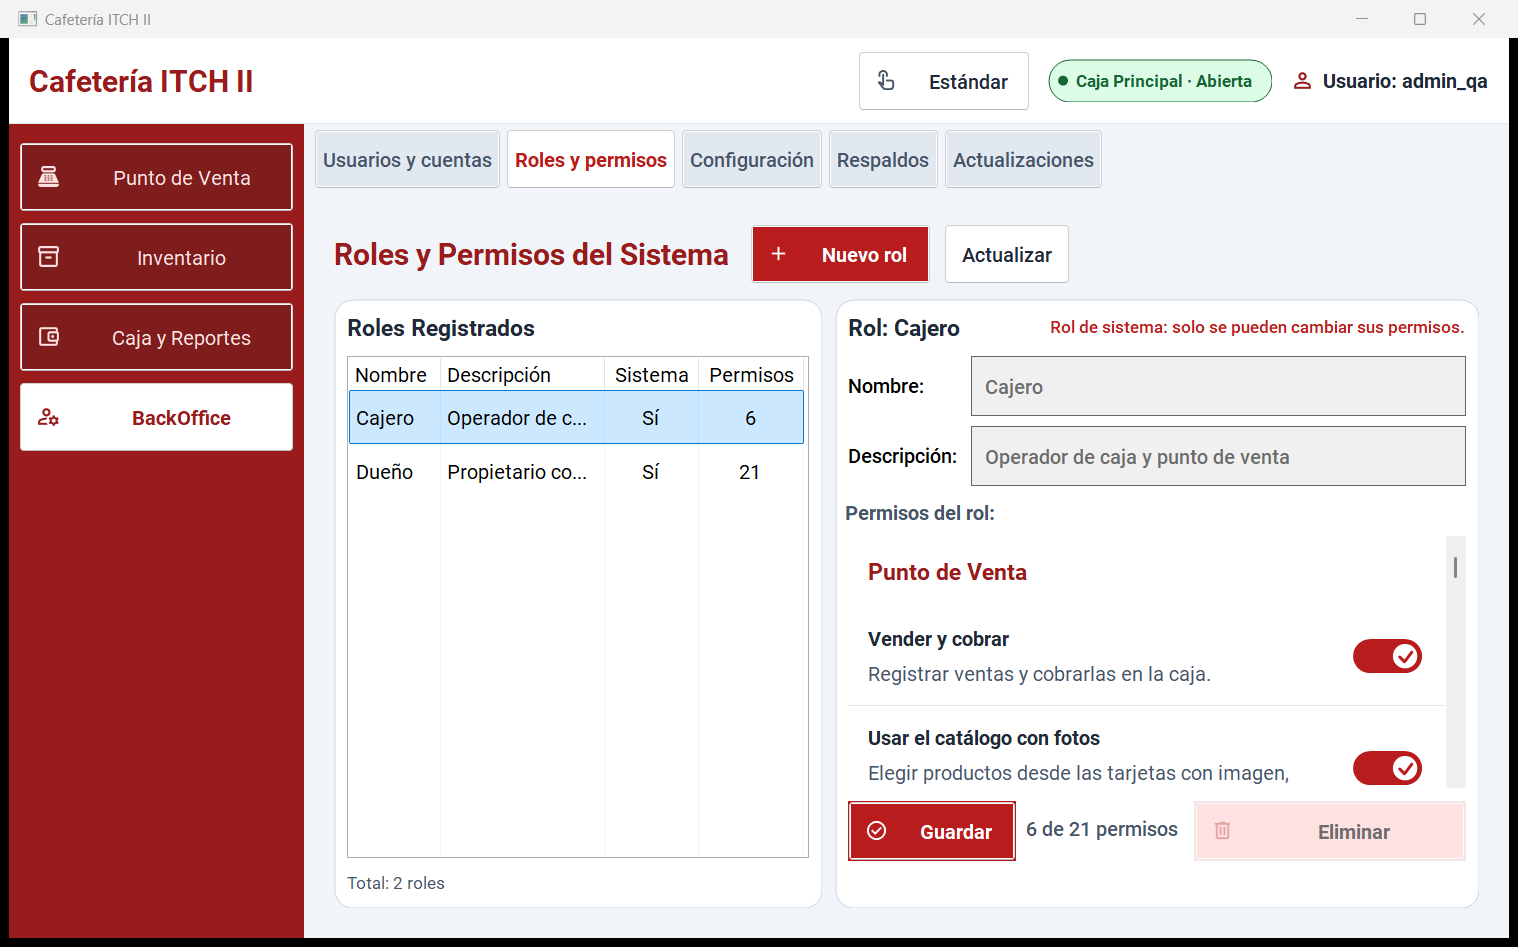 Cafetería ITCH II
Cafetería ITCH II
Estándar
Caja Principal · Abierta
Usuario: admin_qa
Punto de Venta
Inventario
Caja y Reportes
BackOffice
Usuarios y cuentas
Roles y permisos
Configuración
Respaldos
Actualizaciones
Roles y Permisos del Sistema
Nuevo rol
Actualizar
Roles Registrados
Nombre Descripción Sistema Permisos
Cajero Operador de c... Sí 6
Dueño Propietario co... Sí 21
Total: 2 roles
Rol: Cajero
Rol de sistema: solo se pueden cambiar sus permisos.
Nombre: Cajero
Descripción: Operador de caja y punto de venta
Permisos del rol:
Punto de Venta
Vender y cobrar
Registrar ventas y cobrarlas en la caja.
Usar el catálogo con fotos
Elegir productos desde las tarjetas con imagen,
Guardar
6 de 21 permisos
Eliminar